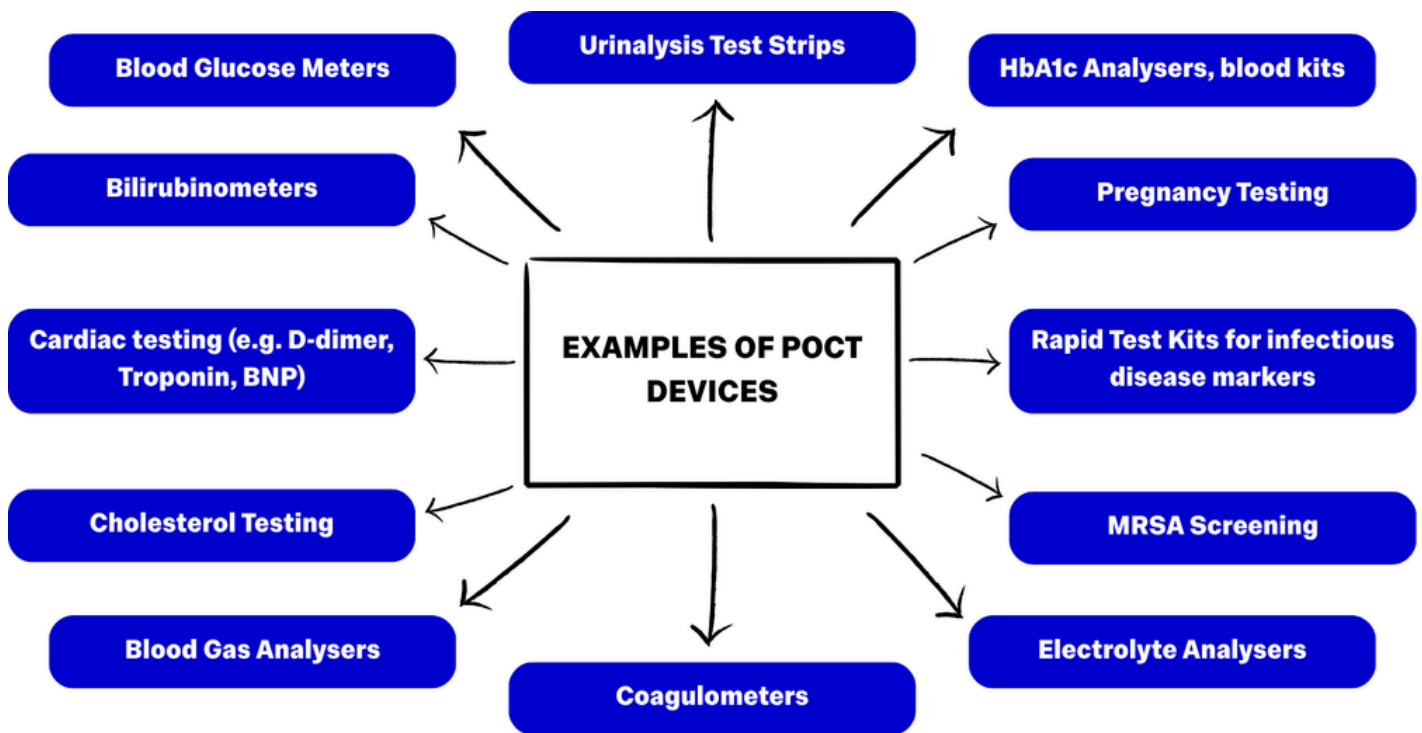 Urinalysis Test Strips
Blood Glucose Meters
HbA1c Analysers, blood kits
Bilirubinometers
Pregnancy Testing
Cardiac testing (e.g. D-dimer,
Troponin, BNP)
EXAMPLES OF POCT
DEVICES
Rapid Test Kits for infectious
disease markers
Cholesterol Testing
MRSA Screening
Blood Gas Analysers
Electrolyte Analysers
Coagulometers